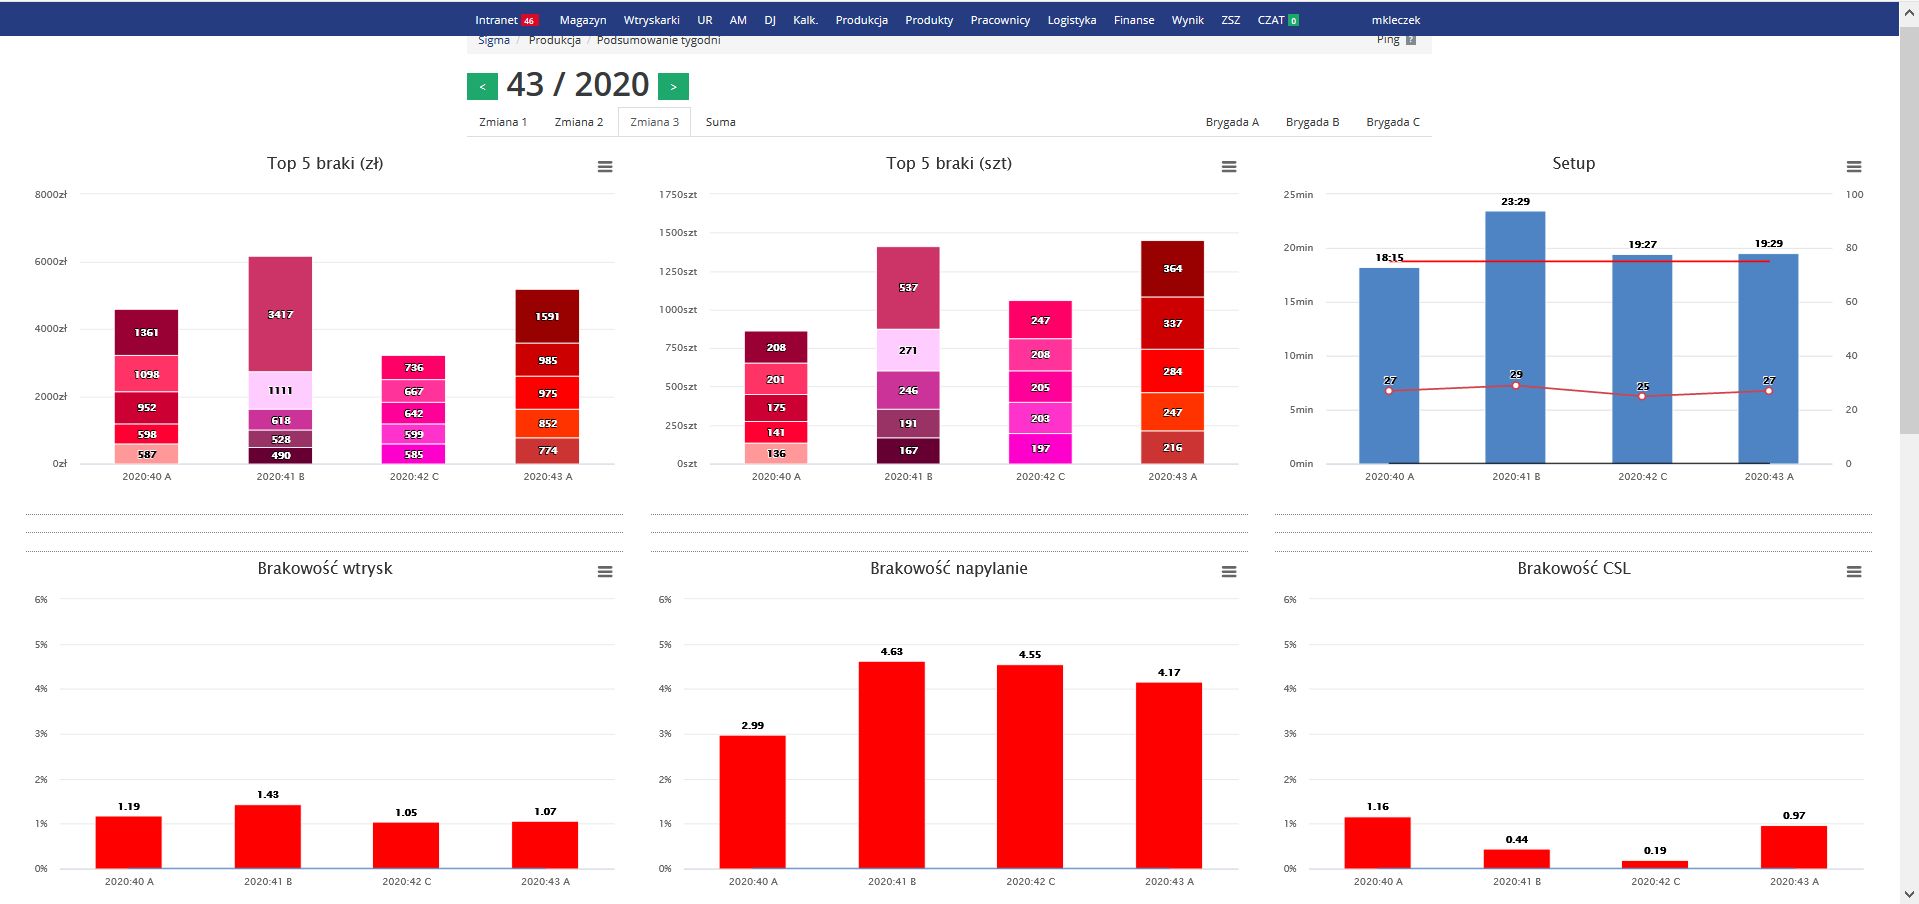 Intranet 46 Magazyn Wtryskarki UR AM DJ Kalk. Produkcja Produkty Pracownicy Logistyka Finanse Wynik ZSZ CZAT 0 mkleczek
Sigma / Produkcja / Podsumowanie tygodni Ping ?
< 43 / 2020 >
Zmiana 1 Zmiana 2 Zmiana 3 Suma Brygada A Brygada B Brygada C
Top 5 braki (zł)
8000zł
6000zł
4000zł
2000zł
0zł
1361
1098
952
598
587
3417
1111
618
528
490
736
667
642
599
585
1591
985
975
852
774
2020:40 A 2020:41 B 2020:42 C 2020:43 A
Top 5 braki (szt)
1750szt
1500szt
1250szt
1000szt
750szt
500szt
250szt
0szt
208
201
175
141
136
537
271
246
191
167
247
208
205
203
197
364
337
284
247
216
2020:40 A 2020:41 B 2020:42 C 2020:43 A
Setup
25min
20min
15min
10min
5min
0min
18:15 23:29 19:27 19:29
27 29 25 27
100
80
60
40
20
0
2020:40 A 2020:41 B 2020:42 C 2020:43 A
Brakowość wtrysk
6%
5%
4%
3%
2%
1%
0%
1.19 1.43 1.05 1.07
2020:40 A 2020:41 B 2020:42 C 2020:43 A
Brakowość napylanie
6%
5%
4%
3%
2%
1%
0%
2.99 4.63 4.55 4.17
2020:40 A 2020:41 B 2020:42 C 2020:43 A
Brakowość CSL
6%
5%
4%
3%
2%
1%
0%
1.16 0.44 0.19 0.97
2020:40 A 2020:41 B 2020:42 C 2020:43 A